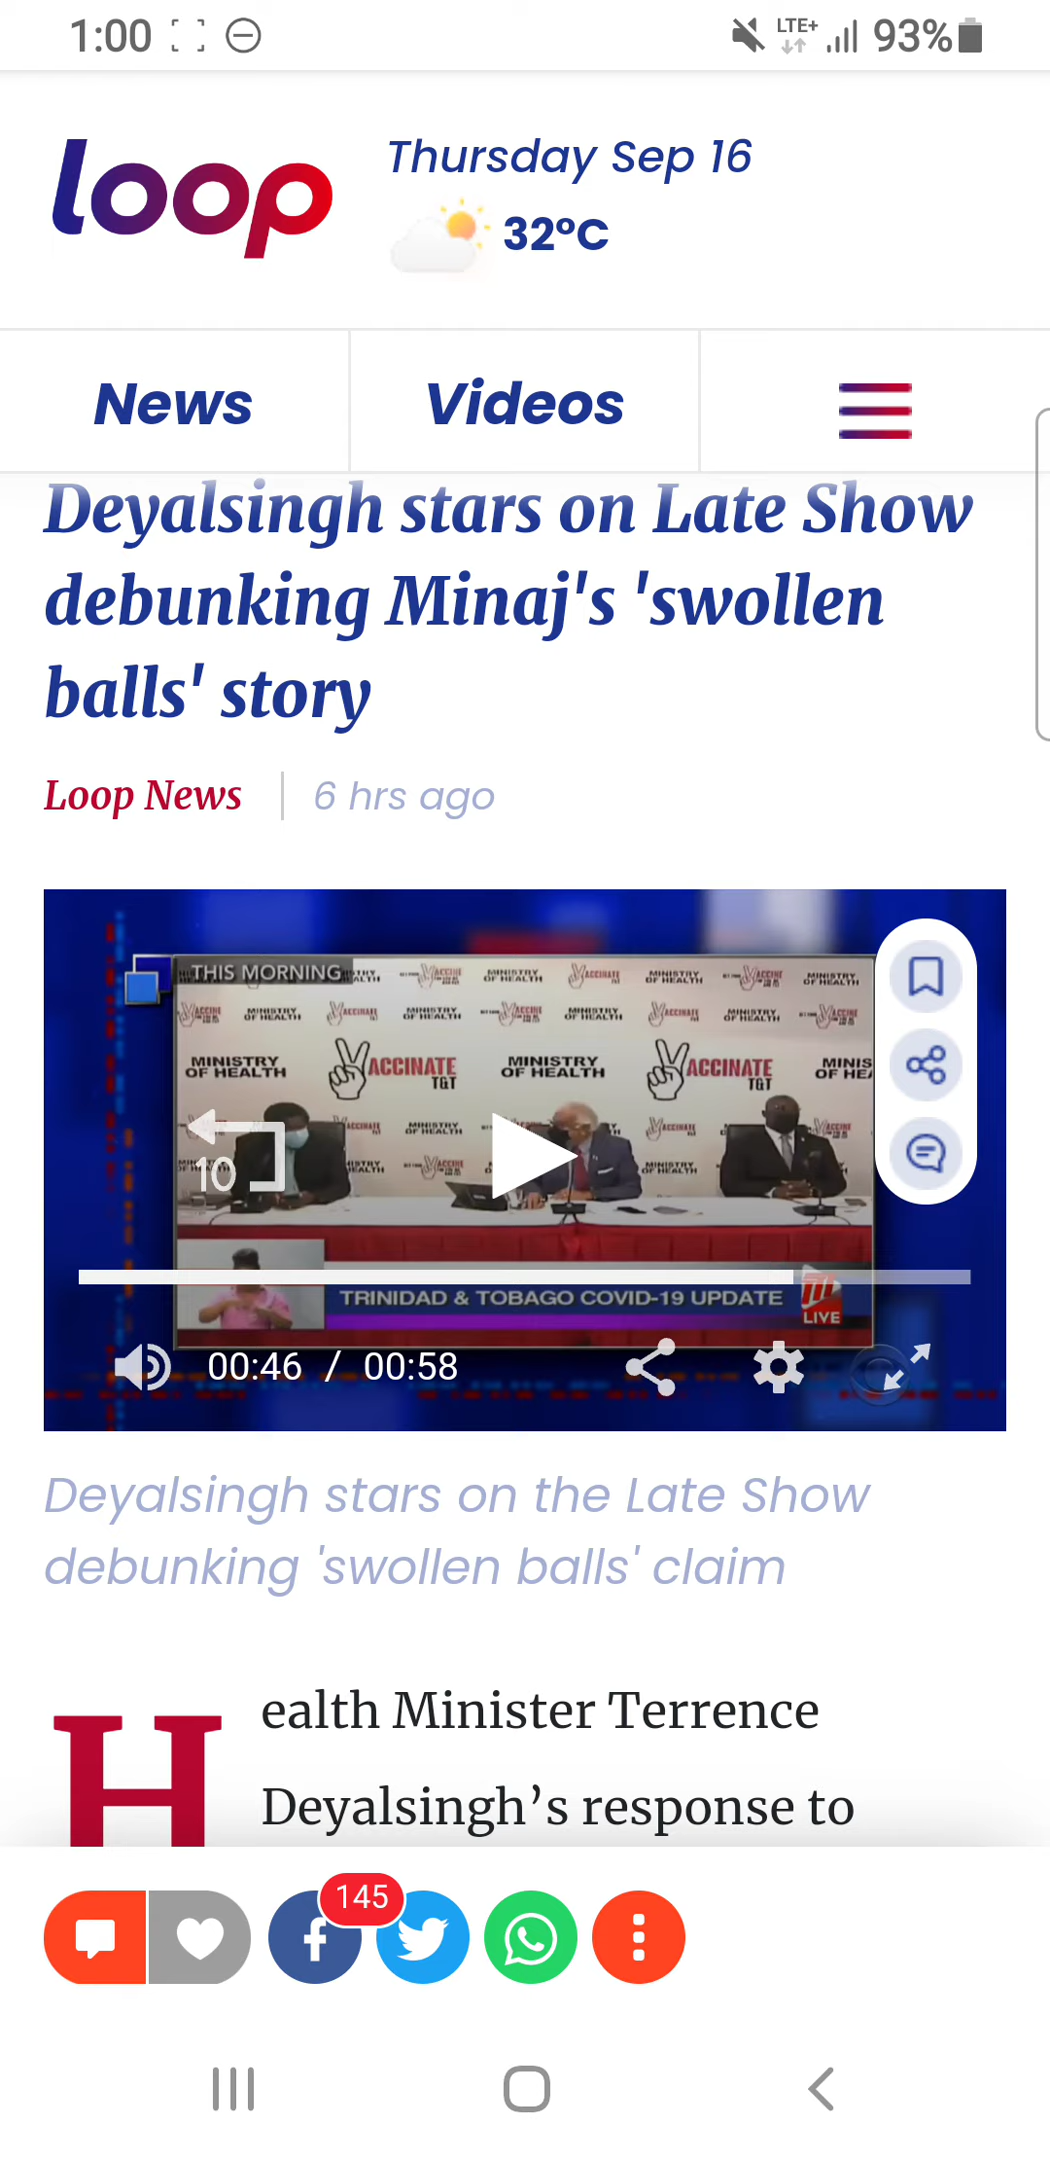 1:00
LTE+ 93%
loop
Thursday Sep 16
32°C
News
Videos
Deyalsingh stars on Late Show
debunking Minaj's 'swollen
balls' story
Loop News
6 hrs ago
THIS MORNING
MINISTRY OF HEALTH
VACCINATE T&T
MINISTRY OF HEALTH
VACCINATE T&T
MINIS
OF HEA
10
TRINIDAD & TOBAGO COVID-19 UPDATE
LIVE
00:46 / 00:58
Deyalsingh stars on the Late Show
debunking 'swollen balls' claim
Health Minister Terrence
Deyalsingh’s response to
145